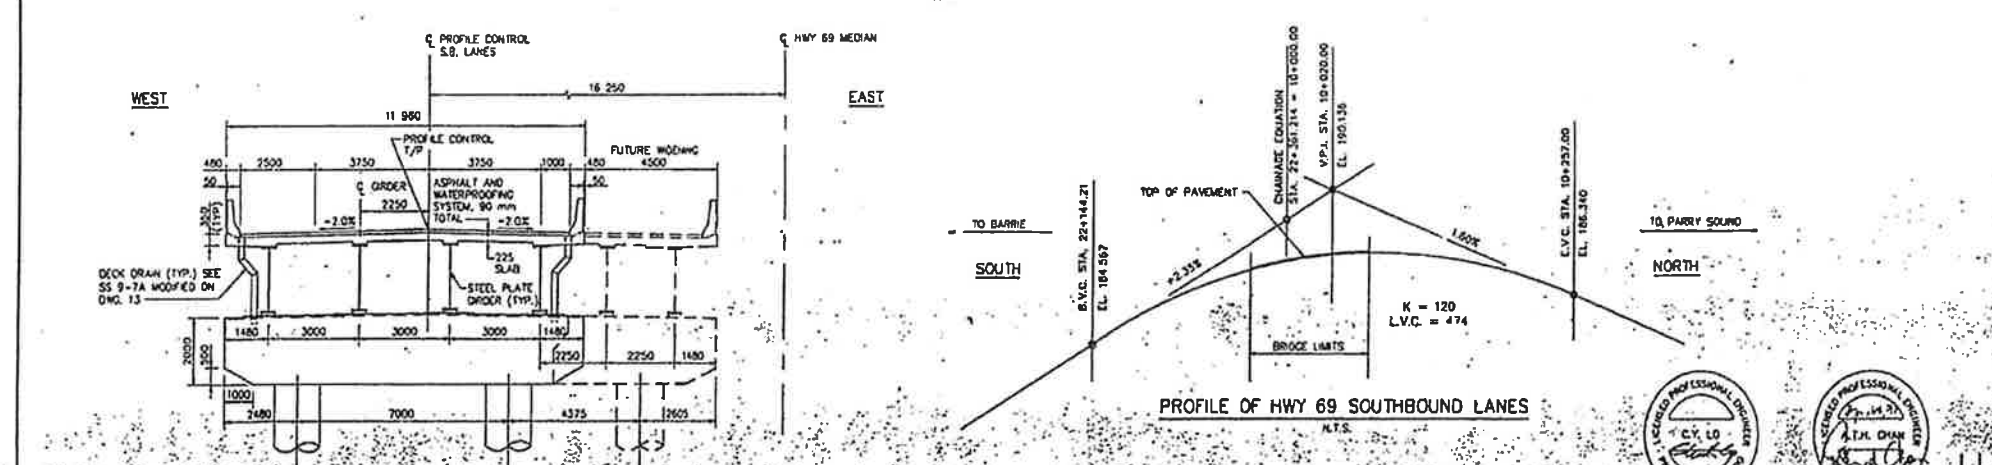 ℄ PROFILE CONTROL
S.B. LANES
℄ HWY 69 MEDIAN
16 250
WEST
EAST
11 960
PROFILE CONTROL
T/P
FUTURE WIDENING
480
2500
3750
3750
1000
480
4500
50
50
℄ GIRDER
ASPHALT AND
WATERPROOFING
SYSTEM, 90 mm
TOTAL
2250
-2.0%
-2.0%
(TYP)
225
SLAB
DECK DRAIN (TYP.) SEE
SS 9-7A MODIFIED ON
DWG. 13
STEEL PLATE
GIRDER (TYP.)
1480
3000
3000
3000
1480
2000
500
2250
2250
1480
1000
2480
7000
4375
2605
TO BARRIE
SOUTH
B.V.C. STA. 22+144.21
EL. 184.567
+2.35%
TOP OF PAVEMENT
CHAINAGE EQUATION
STA. 22+361.214 = 10+000.00
V.P.I. STA. 10+020.00
EL. 190.136
1.60%
E.V.C. STA. 10+257.00
EL. 186.340
TO PARRY SOUND
NORTH
K = 120
L.V.C. = 474
BRIDGE LIMITS
PROFILE OF HWY 69 SOUTHBOUND LANES
N.T.S.
LICENSED PROFESSIONAL ENGINEER
C.Y. LO
LICENSED PROFESSIONAL ENGINEER
A.T.H. CHAN